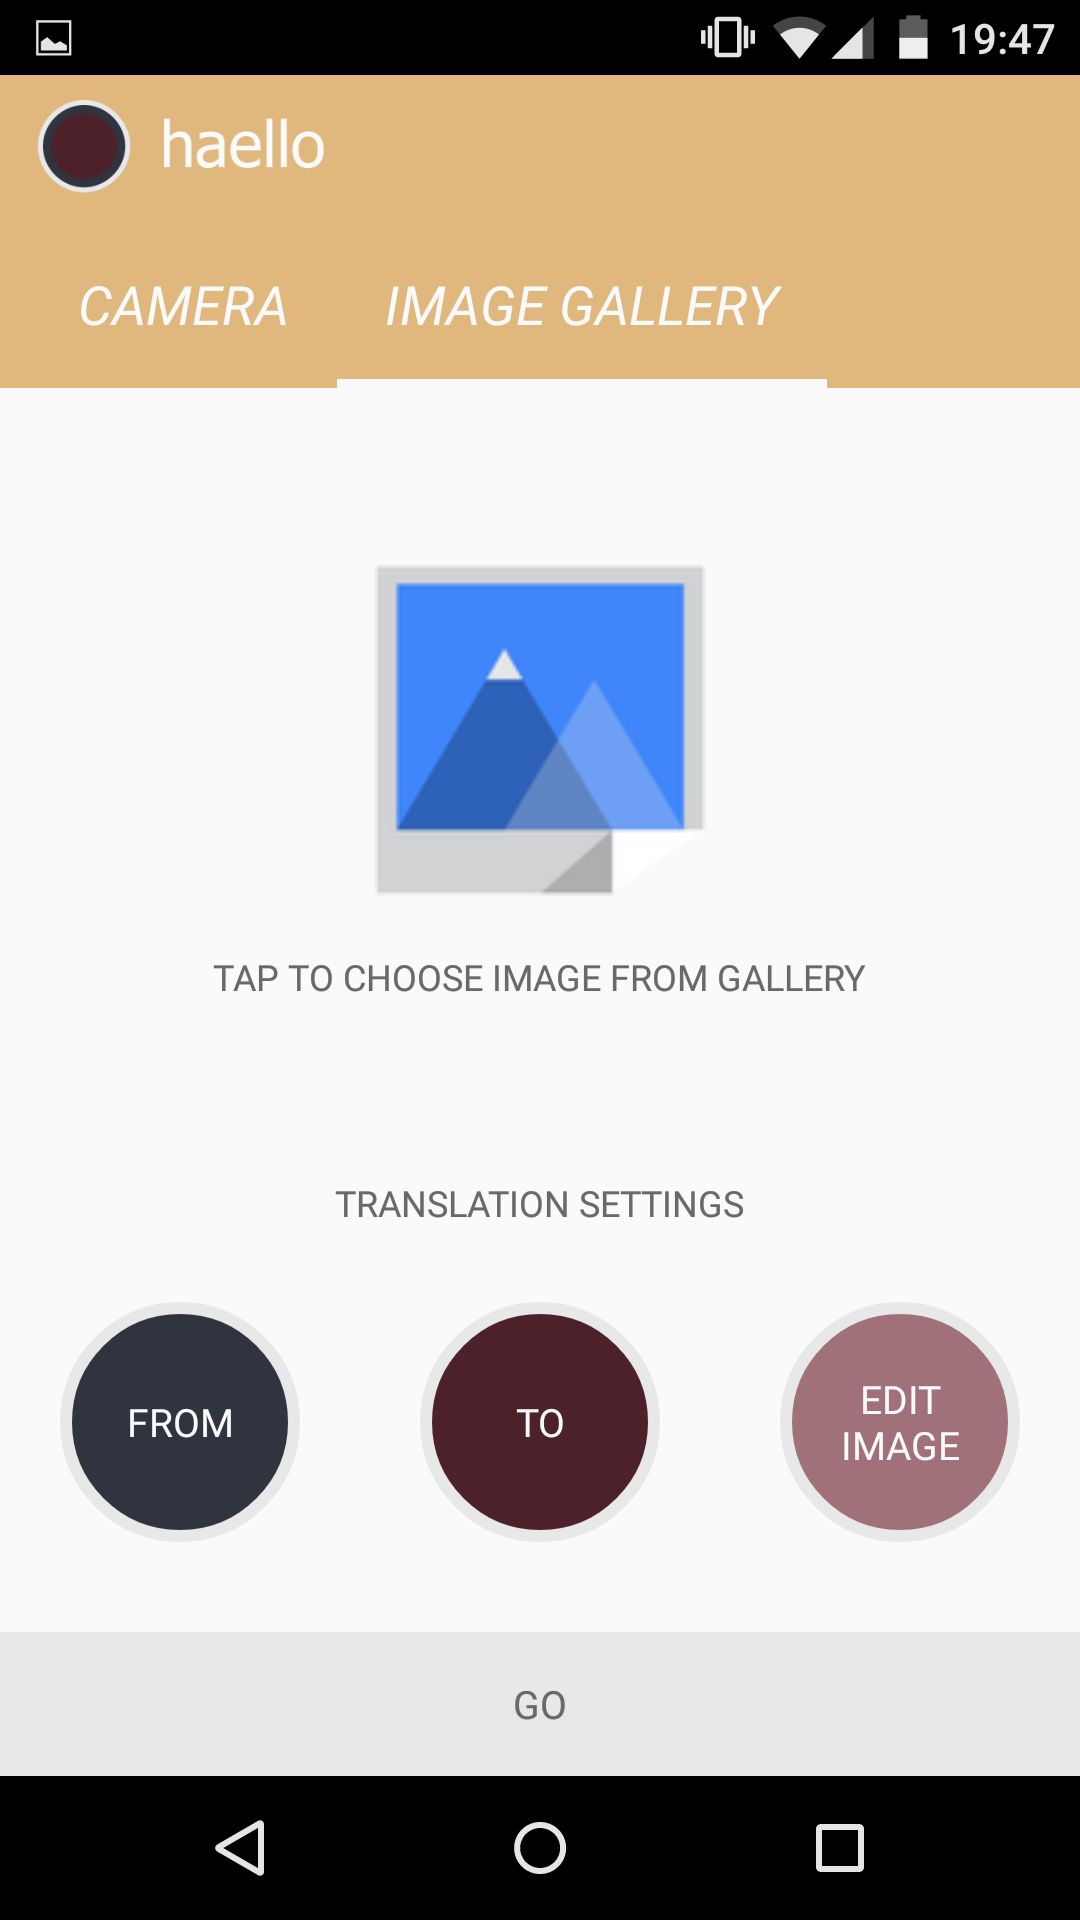 19:47
haello
CAMERA IMAGE GALLERY
TAP TO CHOOSE IMAGE FROM GALLERY
TRANSLATION SETTINGS
FROM TO EDIT IMAGE
GO